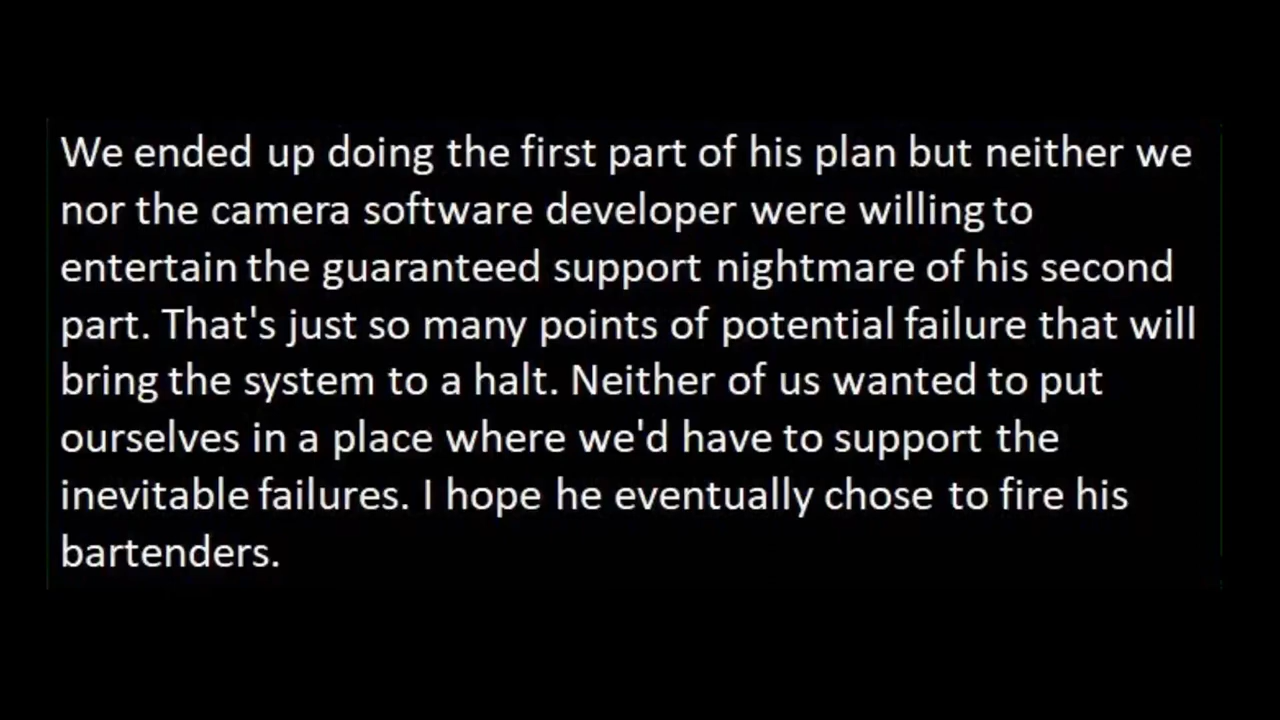 We ended up doing the first part of his plan but neither we
nor the camera software developer were willing to
entertain the guaranteed support nightmare of his second
part. That's just so many points of potential failure that will
bring the system to a halt. Neither of us wanted to put
ourselves in a place where we'd have to support the
inevitable failures. I hope he eventually chose to fire his
bartenders.